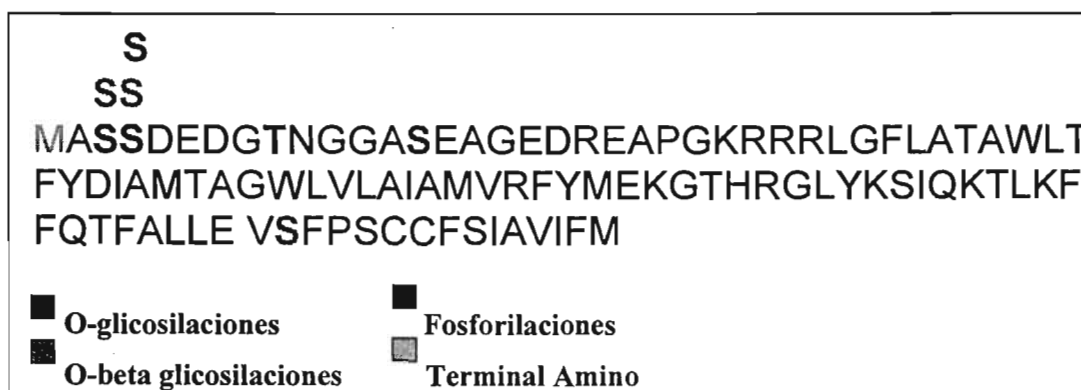 S
SS
MASSDEDGTNGGASEAGEDREAPGKRRRLGFLATAWLT
FYDIAMTAGWLVLAIAMVRFYMEKGTHRGLYKSIQKTLKF
FQTFALLE VSFPSCCFSIAVIFM
O-glicosilaciones Fosforilaciones
O-beta glicosilaciones Terminal Amino